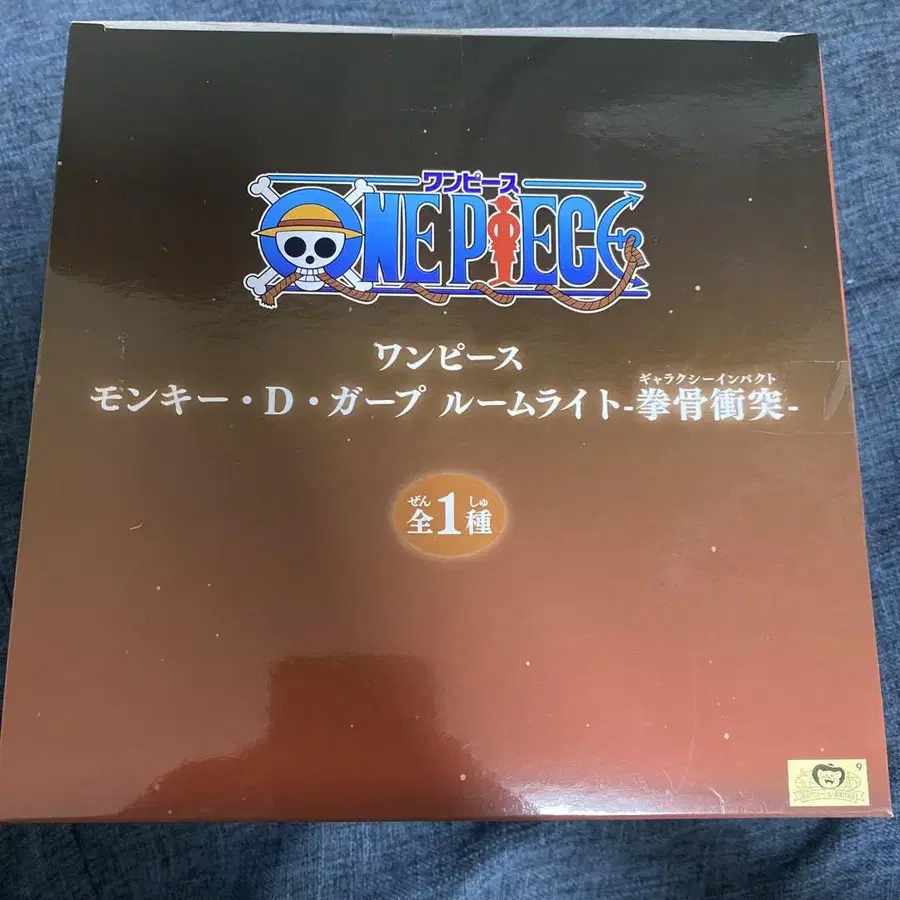 ワンピース
ONE PIECE
ワンピース
ギャラクシーインパクト
モンキー・D・ガープ ルームライト-拳骨衝突-
ぜん しゅ
全1種
9